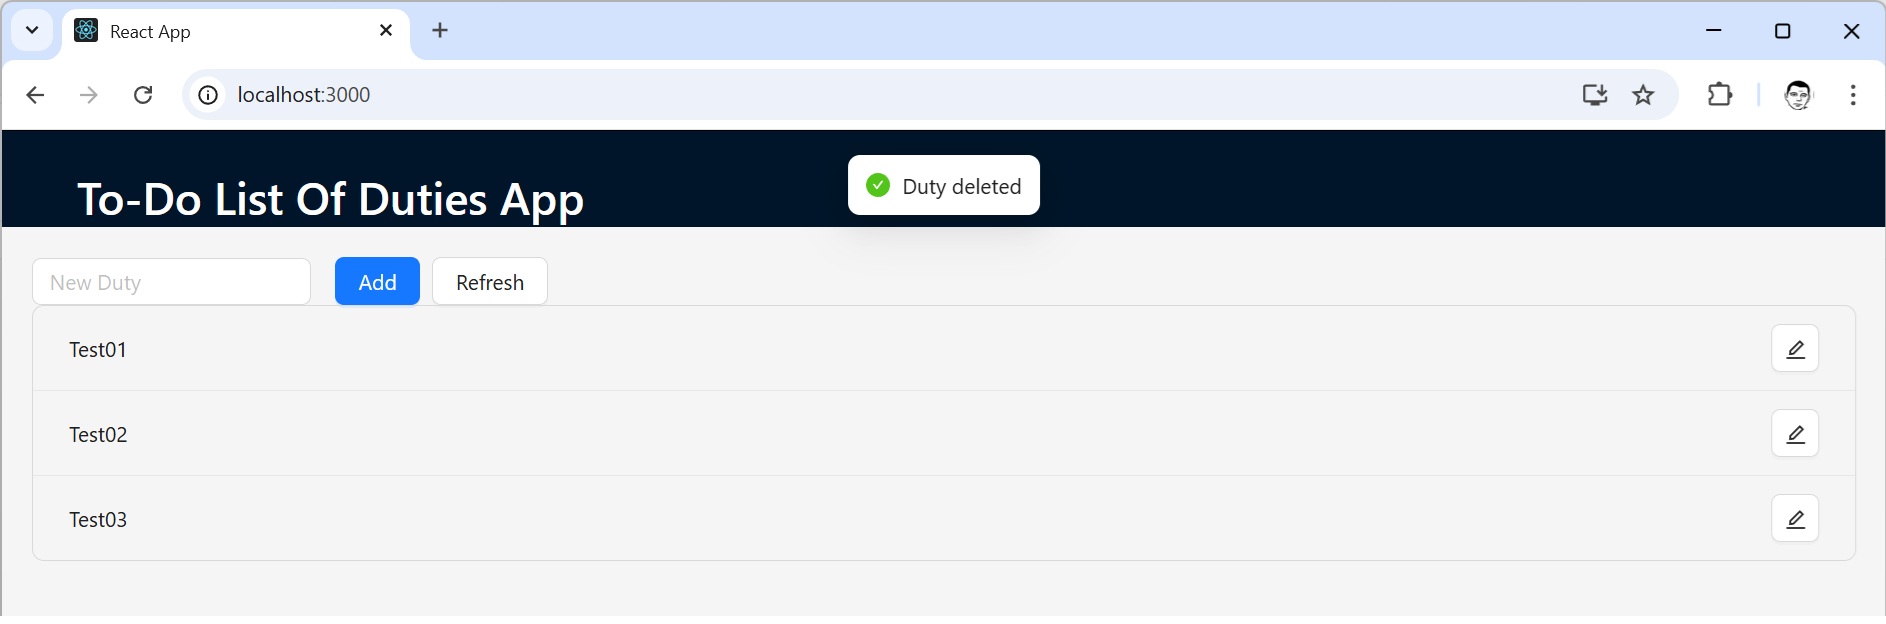 React App
localhost:3000
Duty deleted
To-Do List Of Duties App
New Duty
Add
Refresh
Test01
Test02
Test03